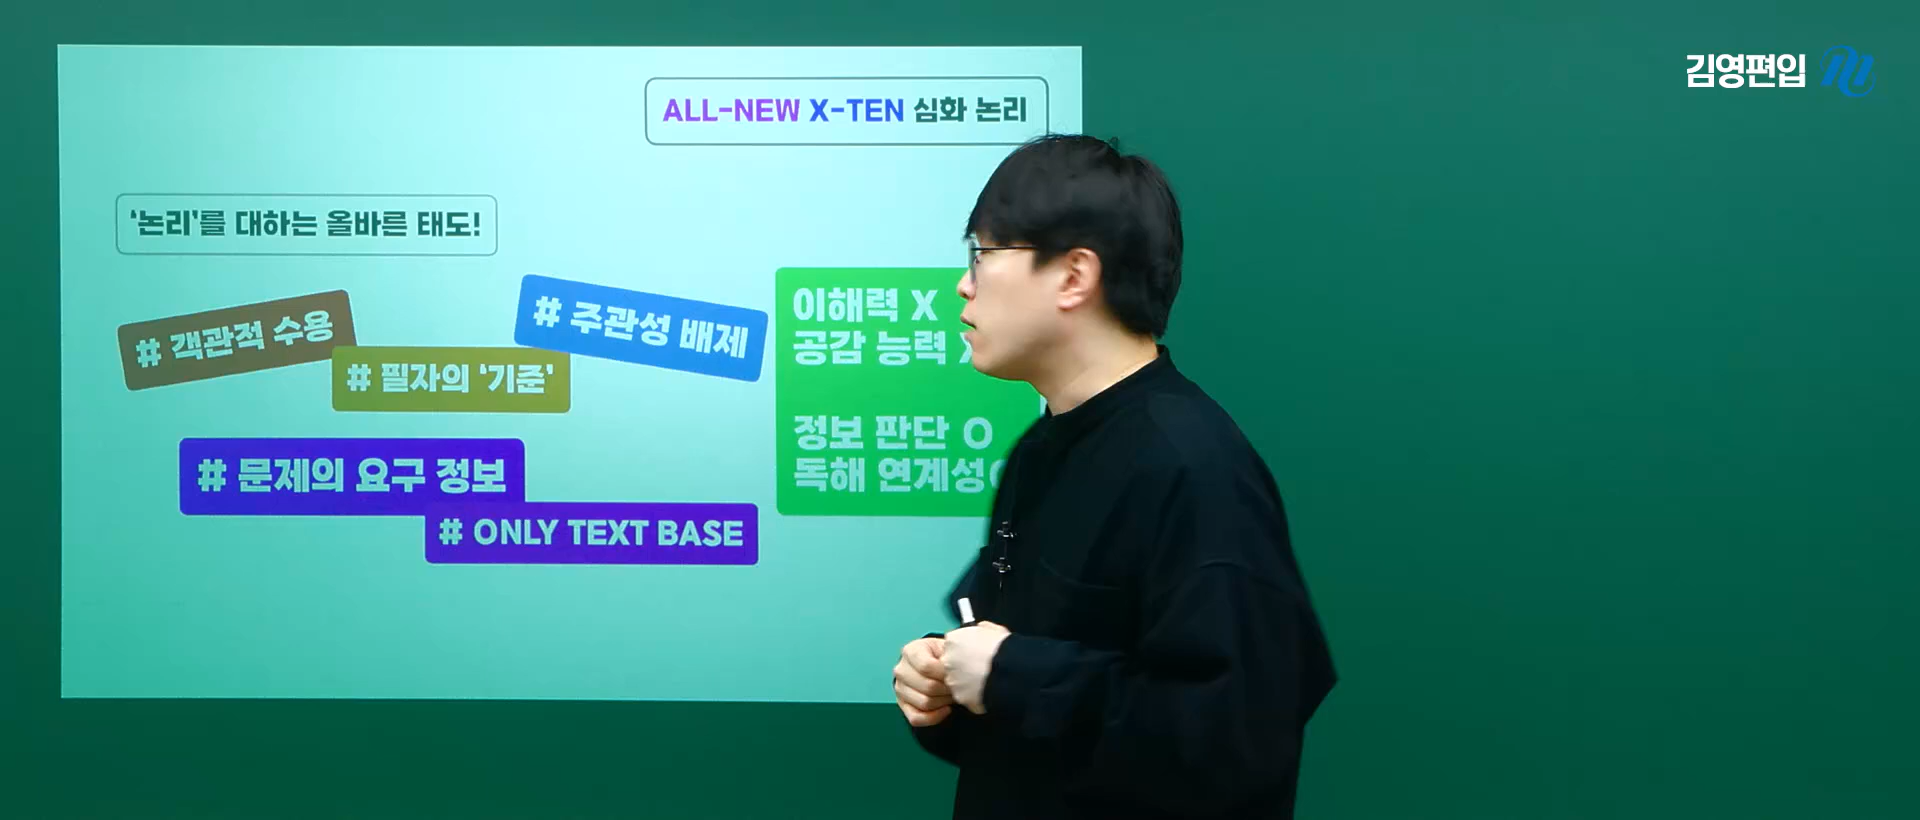 김영편입
ALL-NEW X-TEN 심화 논리
'논리'를 대하는 올바른 태도!
# 객관적 수용
# 주관성 배제
# 필자의 '기준'
# 문제의 요구 정보
# ONLY TEXT BASE
이해력 X
공감 능력 X
정보 판단 O
독해 연계성